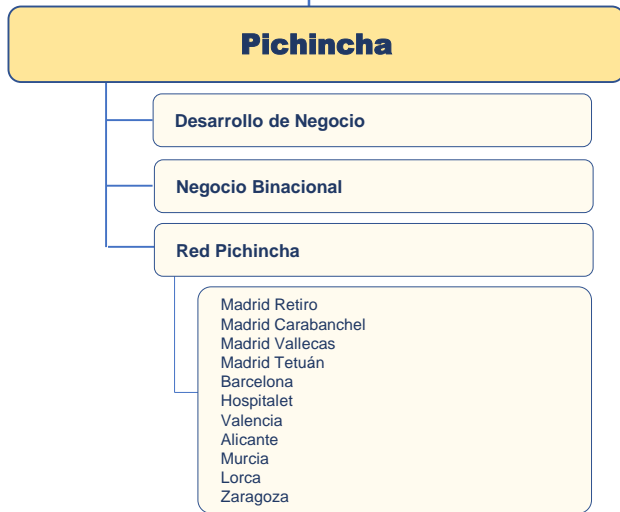 Pichincha
Desarrollo de Negocio
Negocio Binacional
Red Pichincha
Madrid Retiro
Madrid Carabanchel
Madrid Vallecas
Madrid Tetuán
Barcelona
Hospitalet
Valencia
Alicante
Murcia
Lorca
Zaragoza